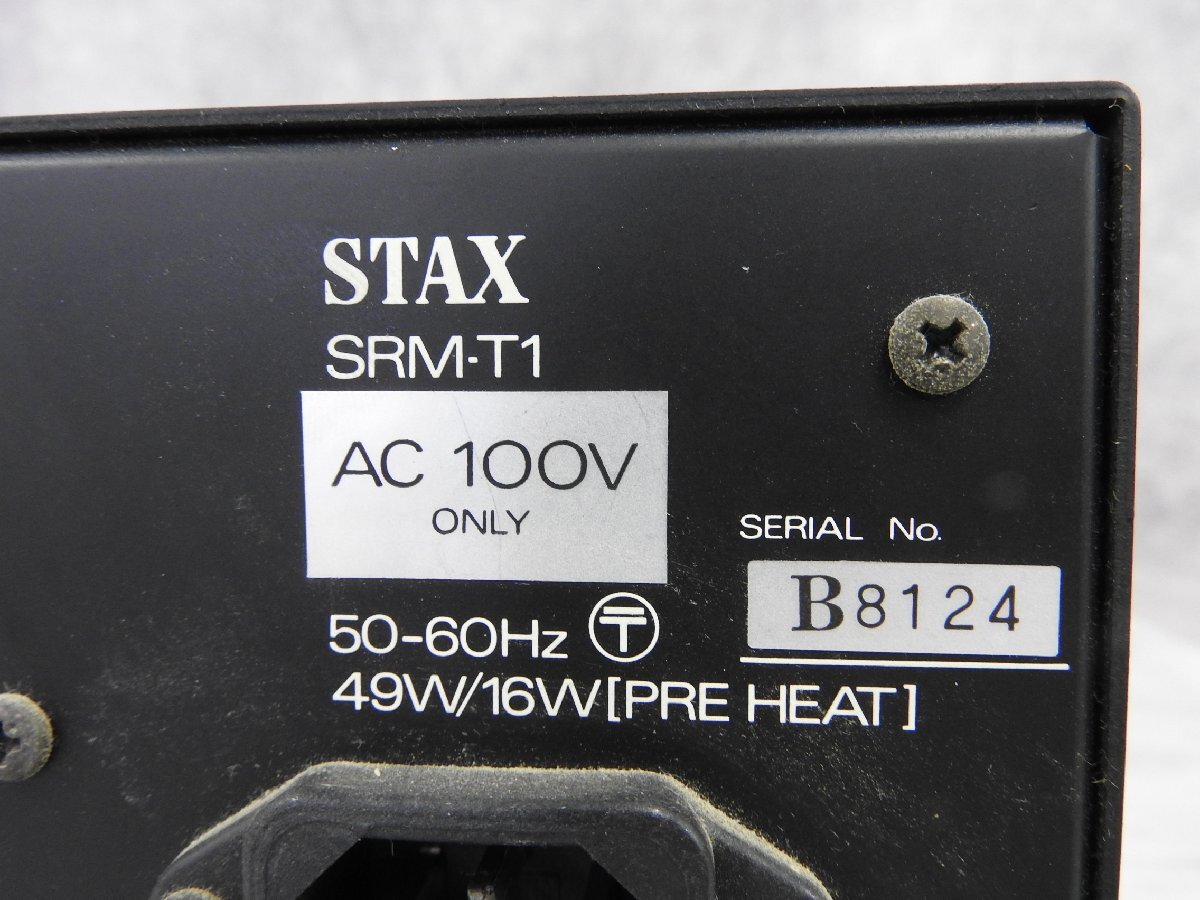 STAX
SRM-T1
AC 100V
ONLY
50-60Hz 〒
49W/16W[PRE HEAT]
SERIAL No.
B8124